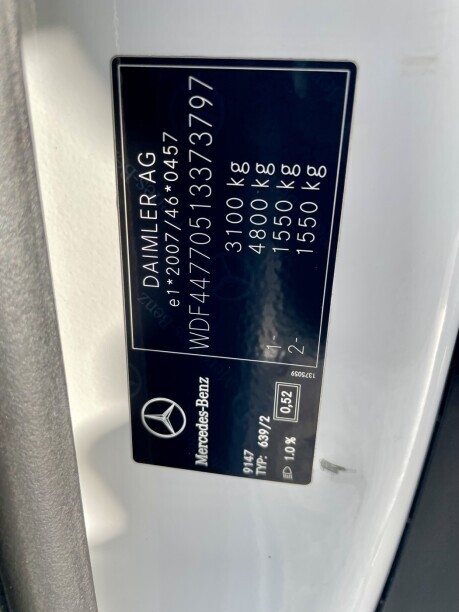 DAIMLER AG
e1*2007/46*0457
WDF44770513373797
3100 kg
4800 kg
1- 1550 kg
2- 1550 kg
1375059
Mercedes-Benz
9147
TYP: 639/2
0,52
1.0%